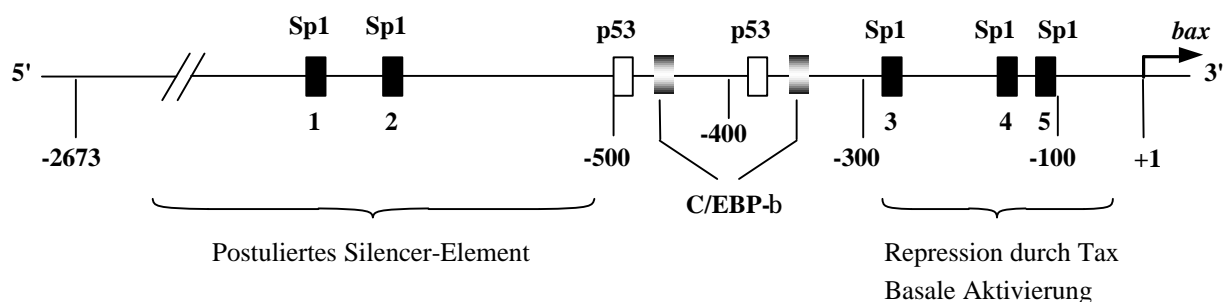 Sp1 Sp1 p53 p53 Sp1 Sp1 Sp1 bax
5' 3'
1 2 3 4 5
-400
-2673 -500 -300 -100 +1
C/EBP-b
Postuliertes Silencer-Element Repression durch Tax
Basale Aktivierung